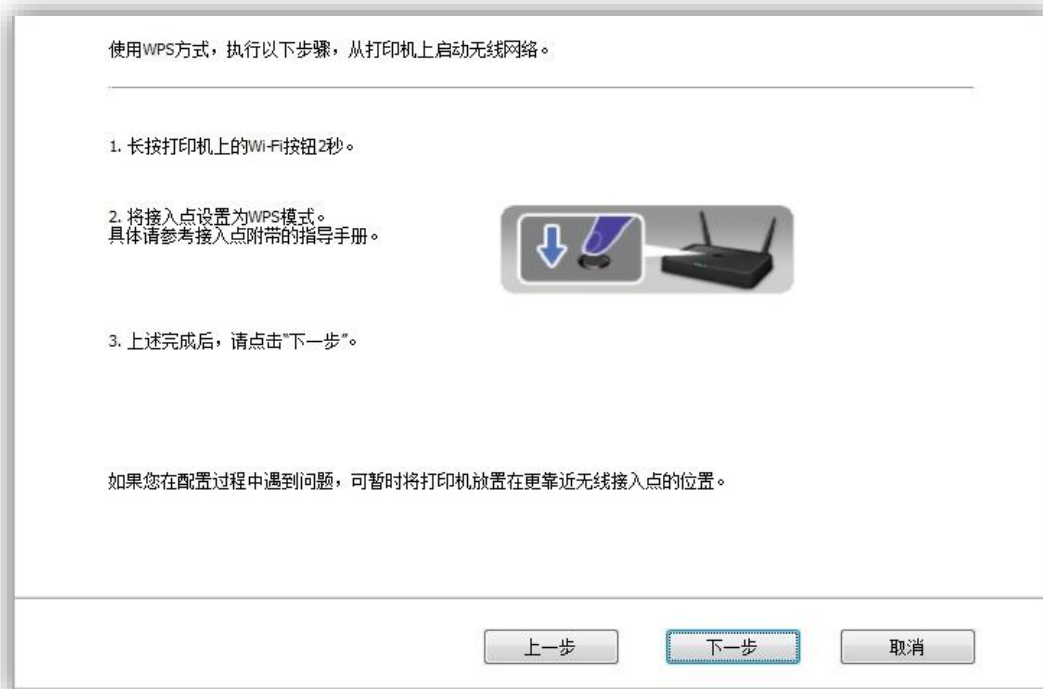 使用WPS方式，执行以下步骤，从打印机上启动无线网络。
1. 长按打印机上的Wi-Fi按钮2秒。
2. 将接入点设置为WPS模式。
具体请参考接入点附带的指导手册。
3. 上述完成后，请点击“下一步”。
如果您在配置过程中遇到问题，可暂时将打印机放置在更靠近无线接入点的位置。
上一步
下一步
取消